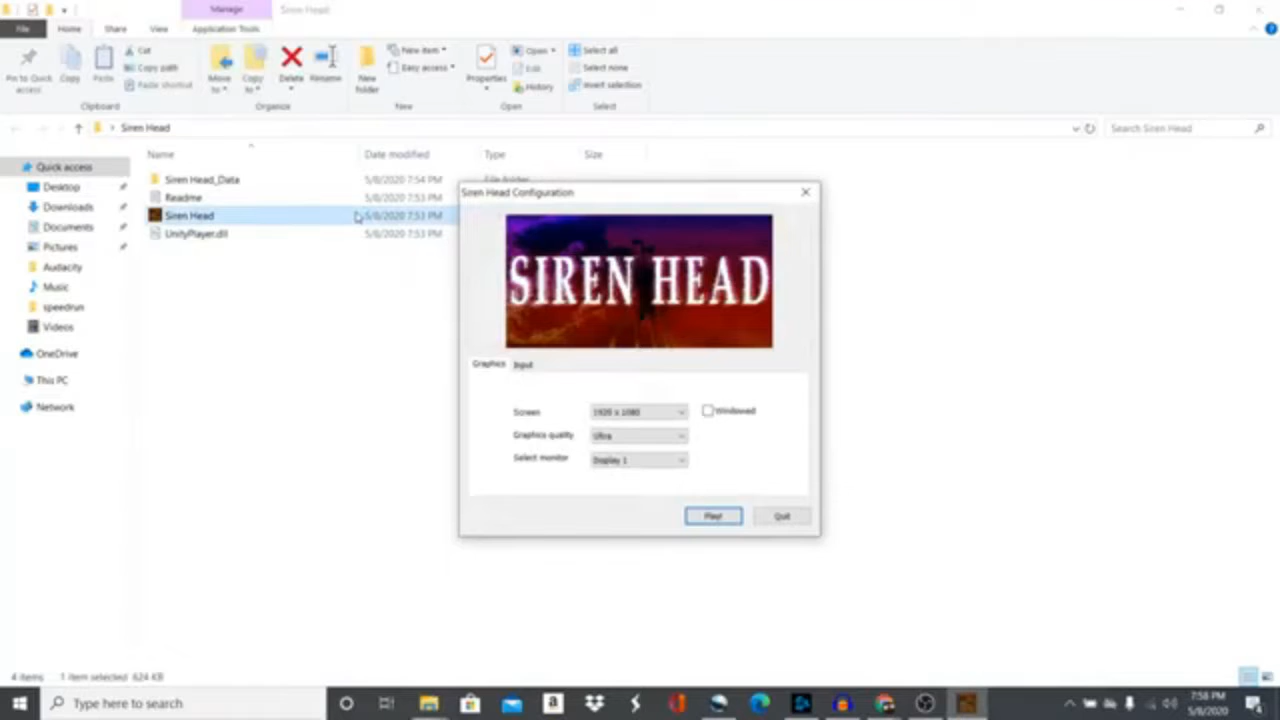 Manage
Siren Head
File
Home
Share
View
Application Tools
Pin to Quick access
Copy
Paste
Cut
Copy path
Paste shortcut
Move to
Copy to
Delete
Rename
New folder
New item
Easy access
Properties
Open
Edit
History
Select all
Select none
Invert selection
Clipboard
Organize
New
Open
Select
Siren Head
Search Siren Head
Name
Date modified
Type
Size
Quick access
Desktop
Downloads
Documents
Pictures
Audacity
Music
speedrun
Videos
OneDrive
This PC
Network
Siren Head_Data 5/8/2020 7:54 PM File folder
Readme 5/8/2020 7:53 PM
Siren Head 5/8/2020 7:53 PM
UnityPlayer.dll 5/8/2020 7:53 PM
Siren Head Configuration
SIREN HEAD
Graphics
Input
Screen 1920 x 1080 Windowed
Graphics quality Ultra
Select monitor Display 1
Play!
Quit
4 items 1 item selected 624 KB
Type here to search
7:58 PM
5/8/2020